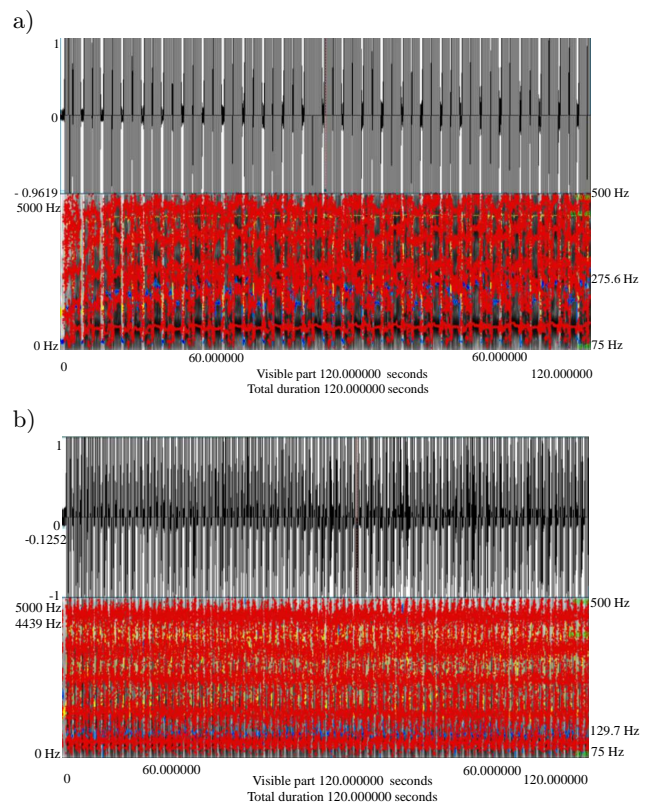 a)
1
0
- 0.9619
5000 Hz 500 Hz
275.6 Hz
0 Hz 75 Hz
0 60.000000 Visible part 120.000000 seconds 60.000000 120.000000
Total duration 120.000000 seconds
b)
1
0
-0.1252
-1
5000 Hz 500 Hz
4439 Hz
129.7 Hz
0 Hz 75 Hz
0 60.000000 Visible part 120.000000 seconds 60.000000 120.000000
Total duration 120.000000 seconds